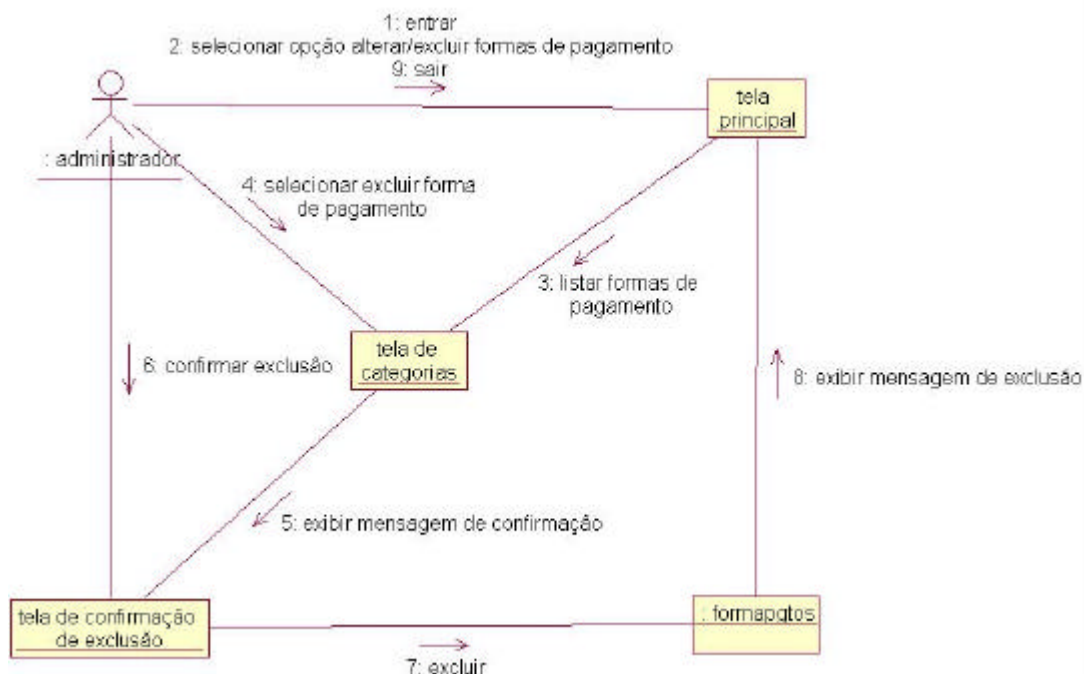 1: entrar
2: selecionar opção alterar/excluir formas de pagamento
9: sair
tela
principal
: administrador
4: selecionar excluir forma
de pagamento
3: listar formas de
pagamento
tela de
categorias
6: confirmar exclusão
8: exibir mensagem de exclusão
5: exibir mensagem de confirmação
tela de confirmação
de exclusão
: formapgtos
7: excluir